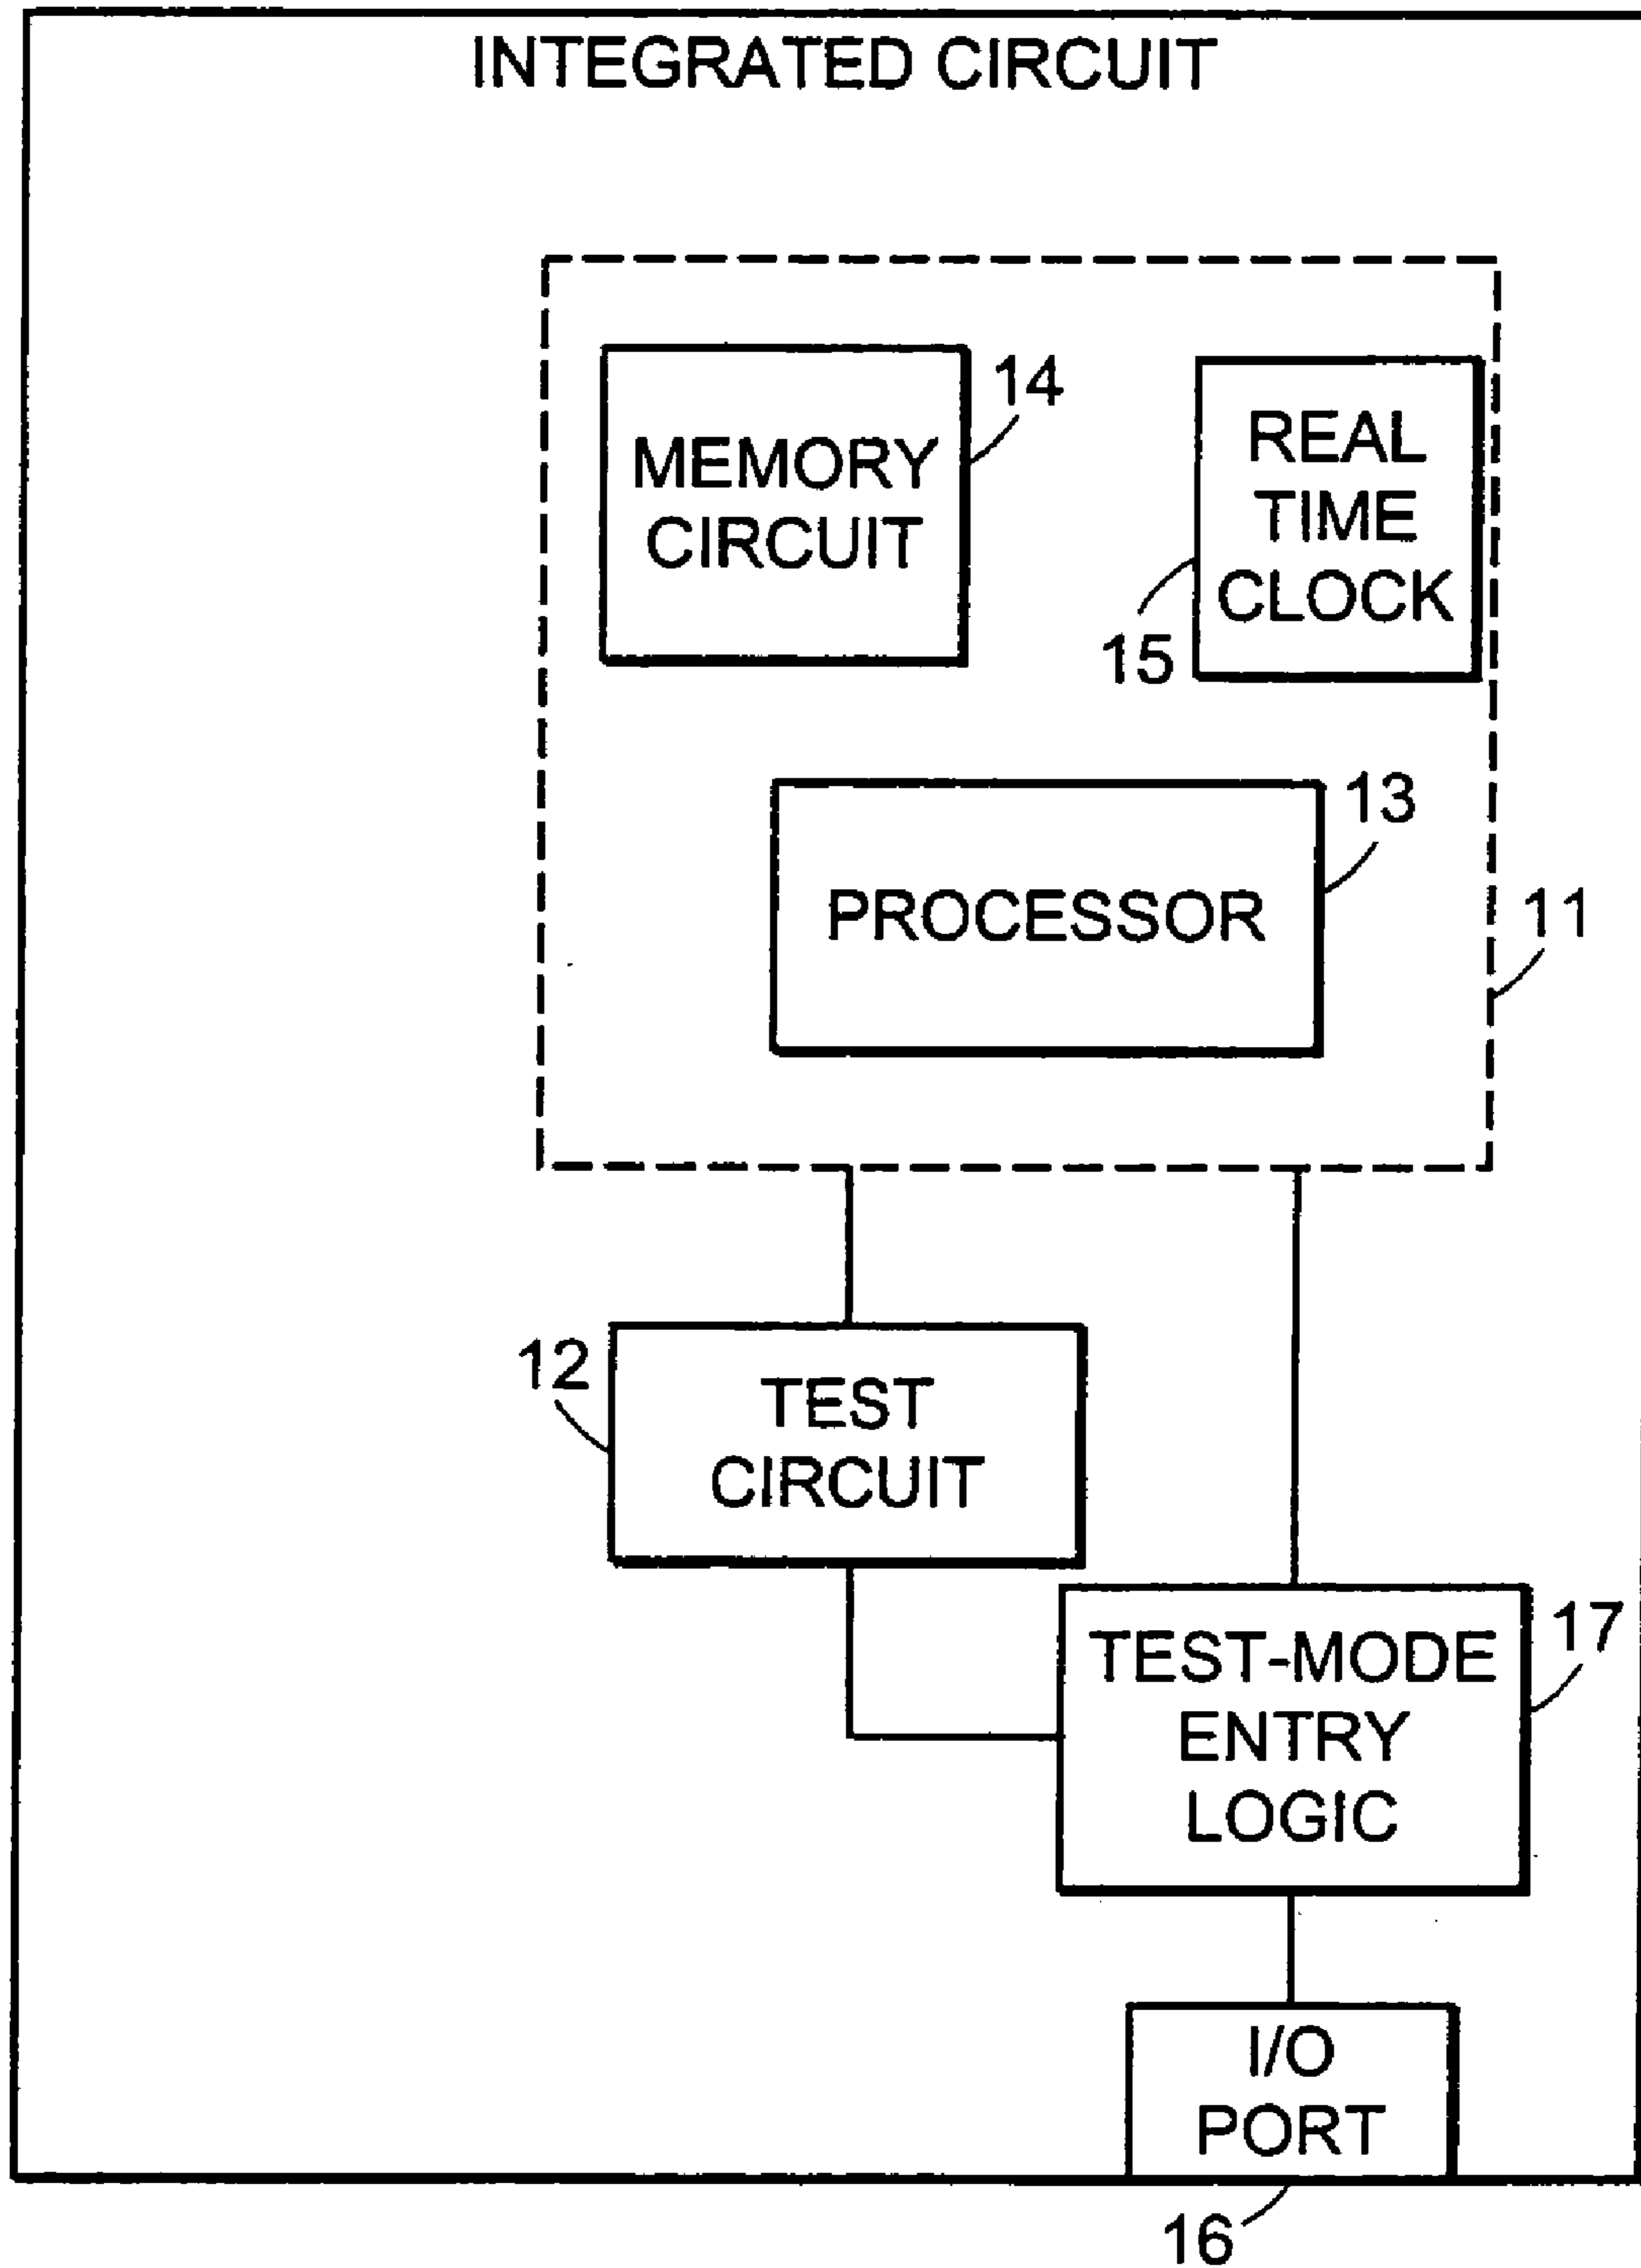 INTEGRATED CIRCUIT
MEMORY
CIRCUIT
14
REAL
TIME
CLOCK
15
PROCESSOR
13
11
12
TEST
CIRCUIT
TEST-MODE
ENTRY
LOGIC
17
I/O
PORT
16